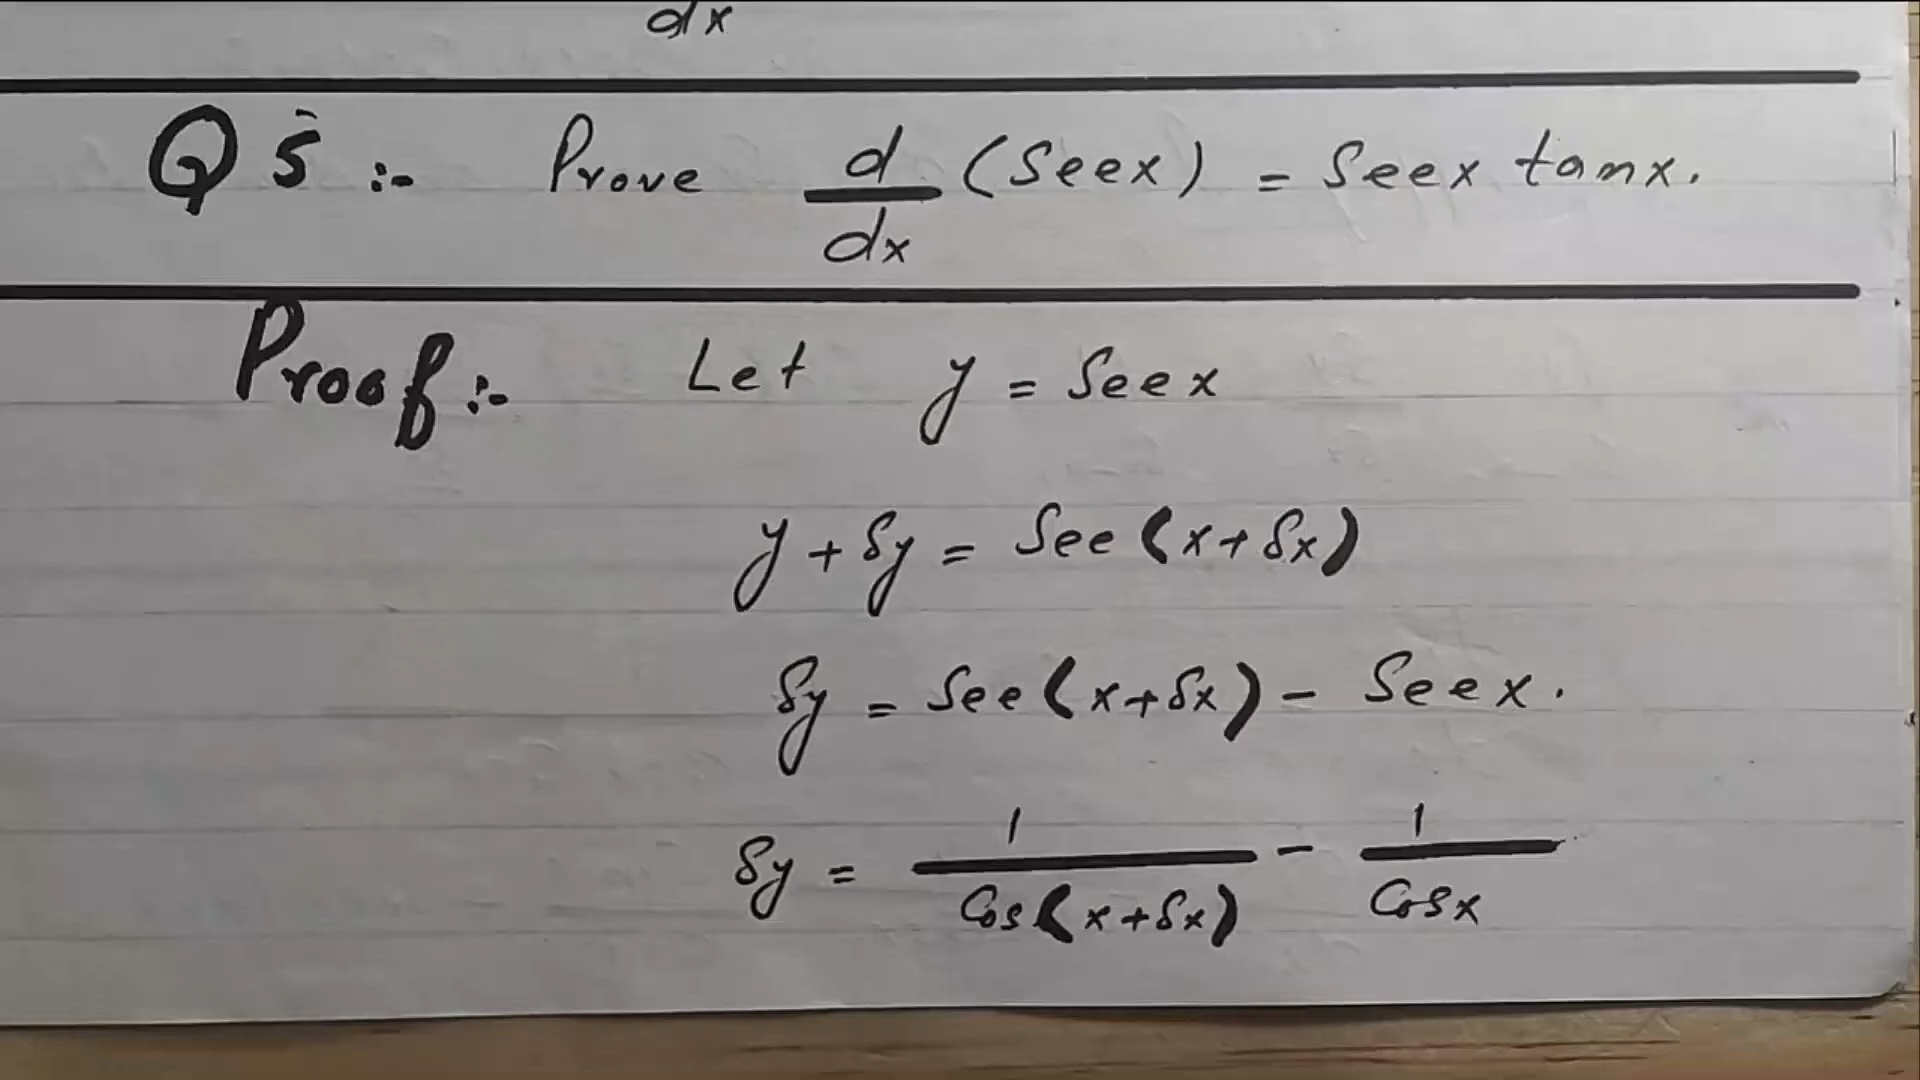 dx
Q 5 :- Prove d/dx (Secx) = Secx tanx.
Proof :- Let y = Secx
y + δy = Sec (x + δx)
δy = Sec (x + δx) - Secx.
δy = 1/Cos(x + δx) - 1/Cosx